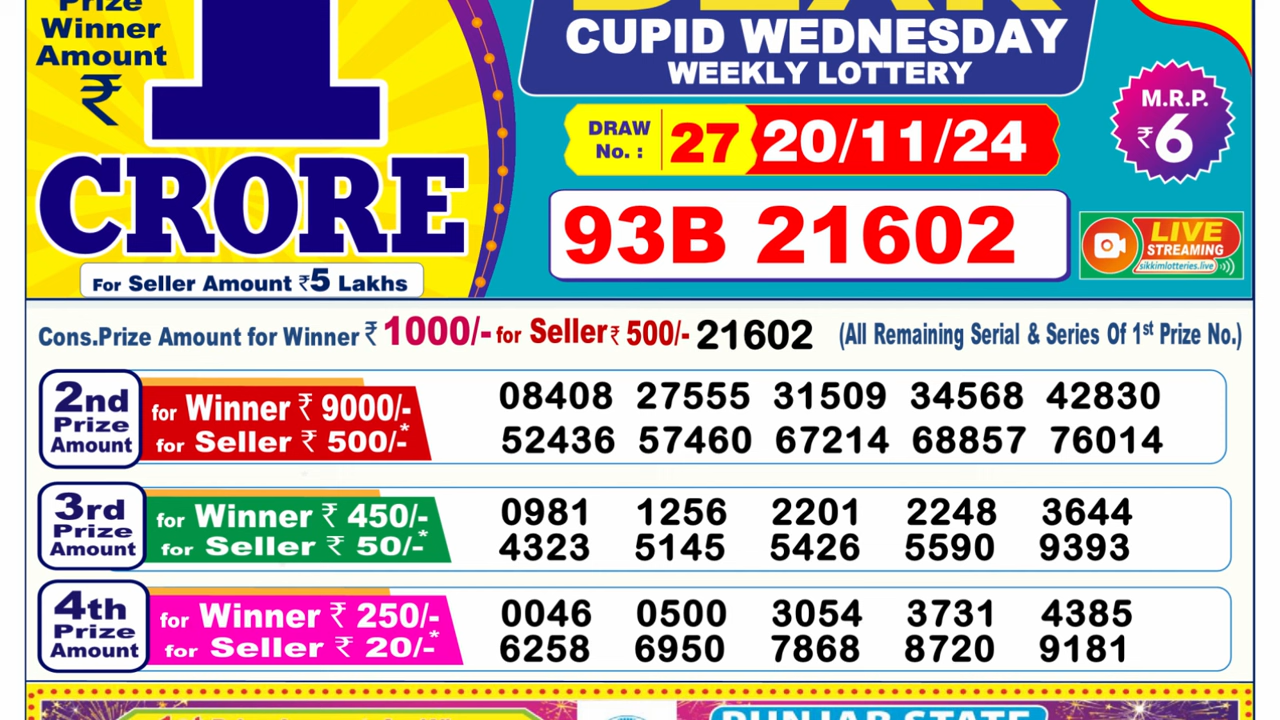 Prize
Winner
Amount
₹
1
CRORE
For Seller Amount ₹5 Lakhs
DEAR
CUPID WEDNESDAY
WEEKLY LOTTERY
DRAW No. : 27 20/11/24
M.R.P.
₹6
93B 21602
LIVE
STREAMING
sikkimlotteries.live
Cons.Prize Amount for Winner ₹ 1000/- for Seller ₹ 500/- 21602 (All Remaining Serial & Series Of 1st Prize No.)
2nd
Prize
Amount
for Winner ₹ 9000/-
for Seller ₹ 500/-*
08408 27555 31509 34568 42830
52436 57460 67214 68857 76014
3rd
Prize
Amount
for Winner ₹ 450/-
for Seller ₹ 50/-*
0981 1256 2201 2248 3644
4323 5145 5426 5590 9393
4th
Prize
Amount
for Winner ₹ 250/-
for Seller ₹ 20/-*
0046 0500 3054 3731 4385
6258 6950 7868 8720 9181
PUNJAB STATE